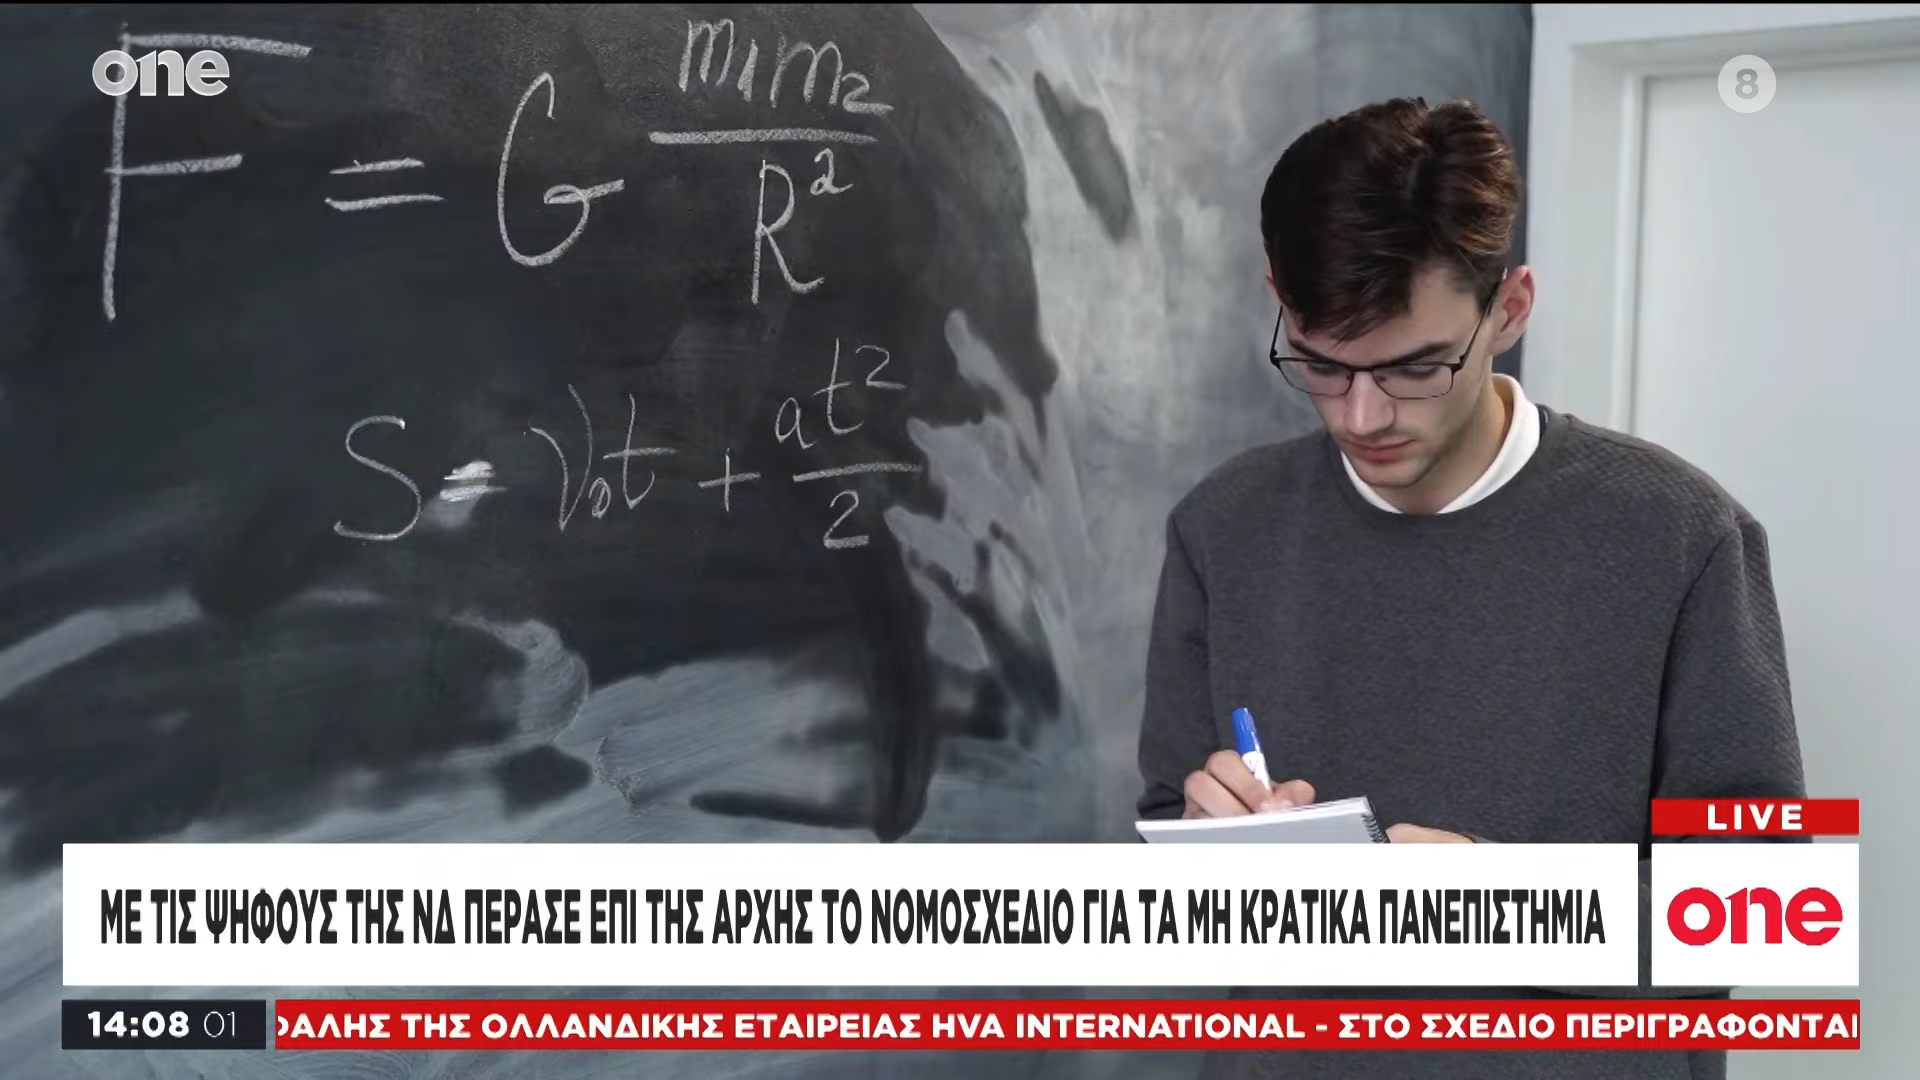 one
8
F = G m₁m₂/R²
S = V₀t + at²/2
LIVE
ΜΕ ΤΙΣ ΨΗΦΟΥΣ ΤΗΣ ΝΔ ΠΕΡΑΣΕ ΕΠΙ ΤΗΣ ΑΡΧΗΣ ΤΟ ΝΟΜΟΣΧΕΔΙΟ ΓΙΑ ΤΑ ΜΗ ΚΡΑΤΙΚΑ ΠΑΝΕΠΙΣΤΗΜΙΑ
one
14:08 01
ΤΗΣ ΟΛΛΑΝΔΙΚΗΣ ΕΤΑΙΡΕΙΑΣ HVA INTERNATIONAL - ΣΤΟ ΣΧΕΔΙΟ ΠΕΡΙΓΡΑΦΟΝΤΑΙ